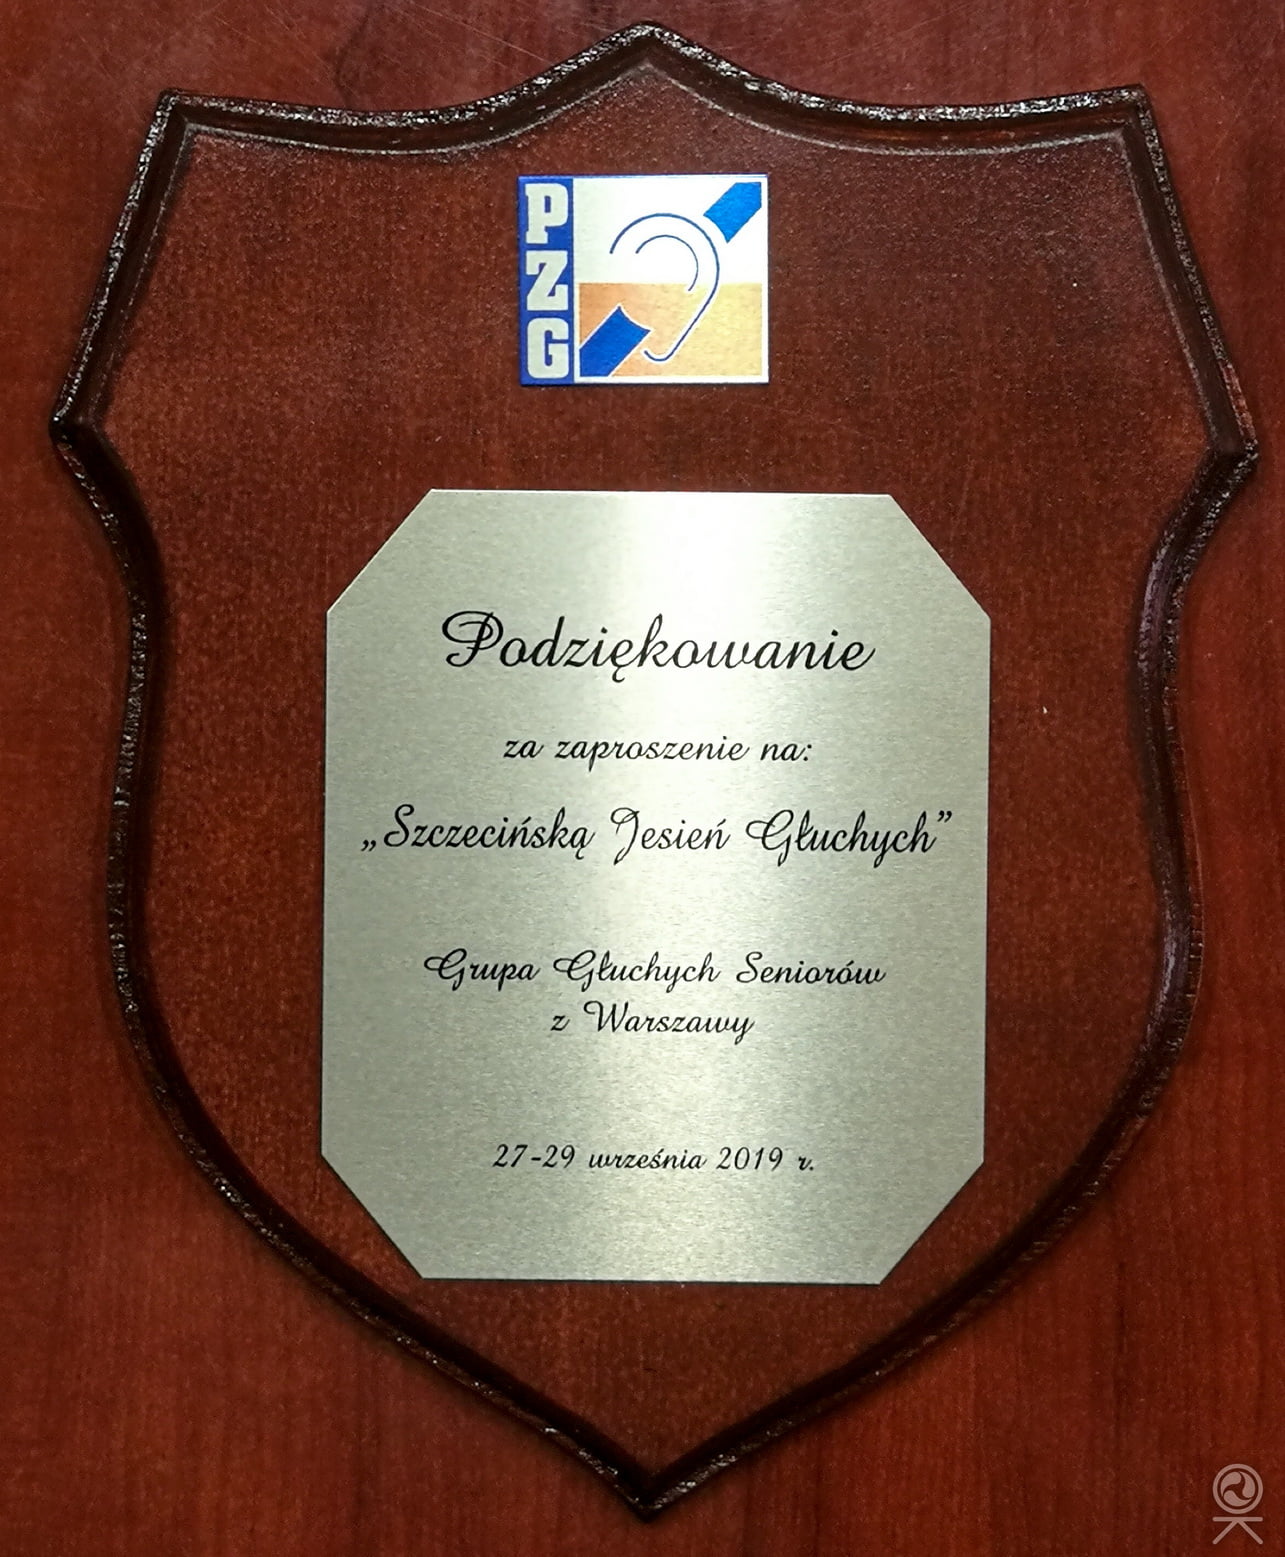 PZG
Podziękowanie
za zaproszenie na:
„Szczecińską Jesień Głuchych”
Grupa Głuchych Seniorów
z Warszawy
27-29 września 2019 r.